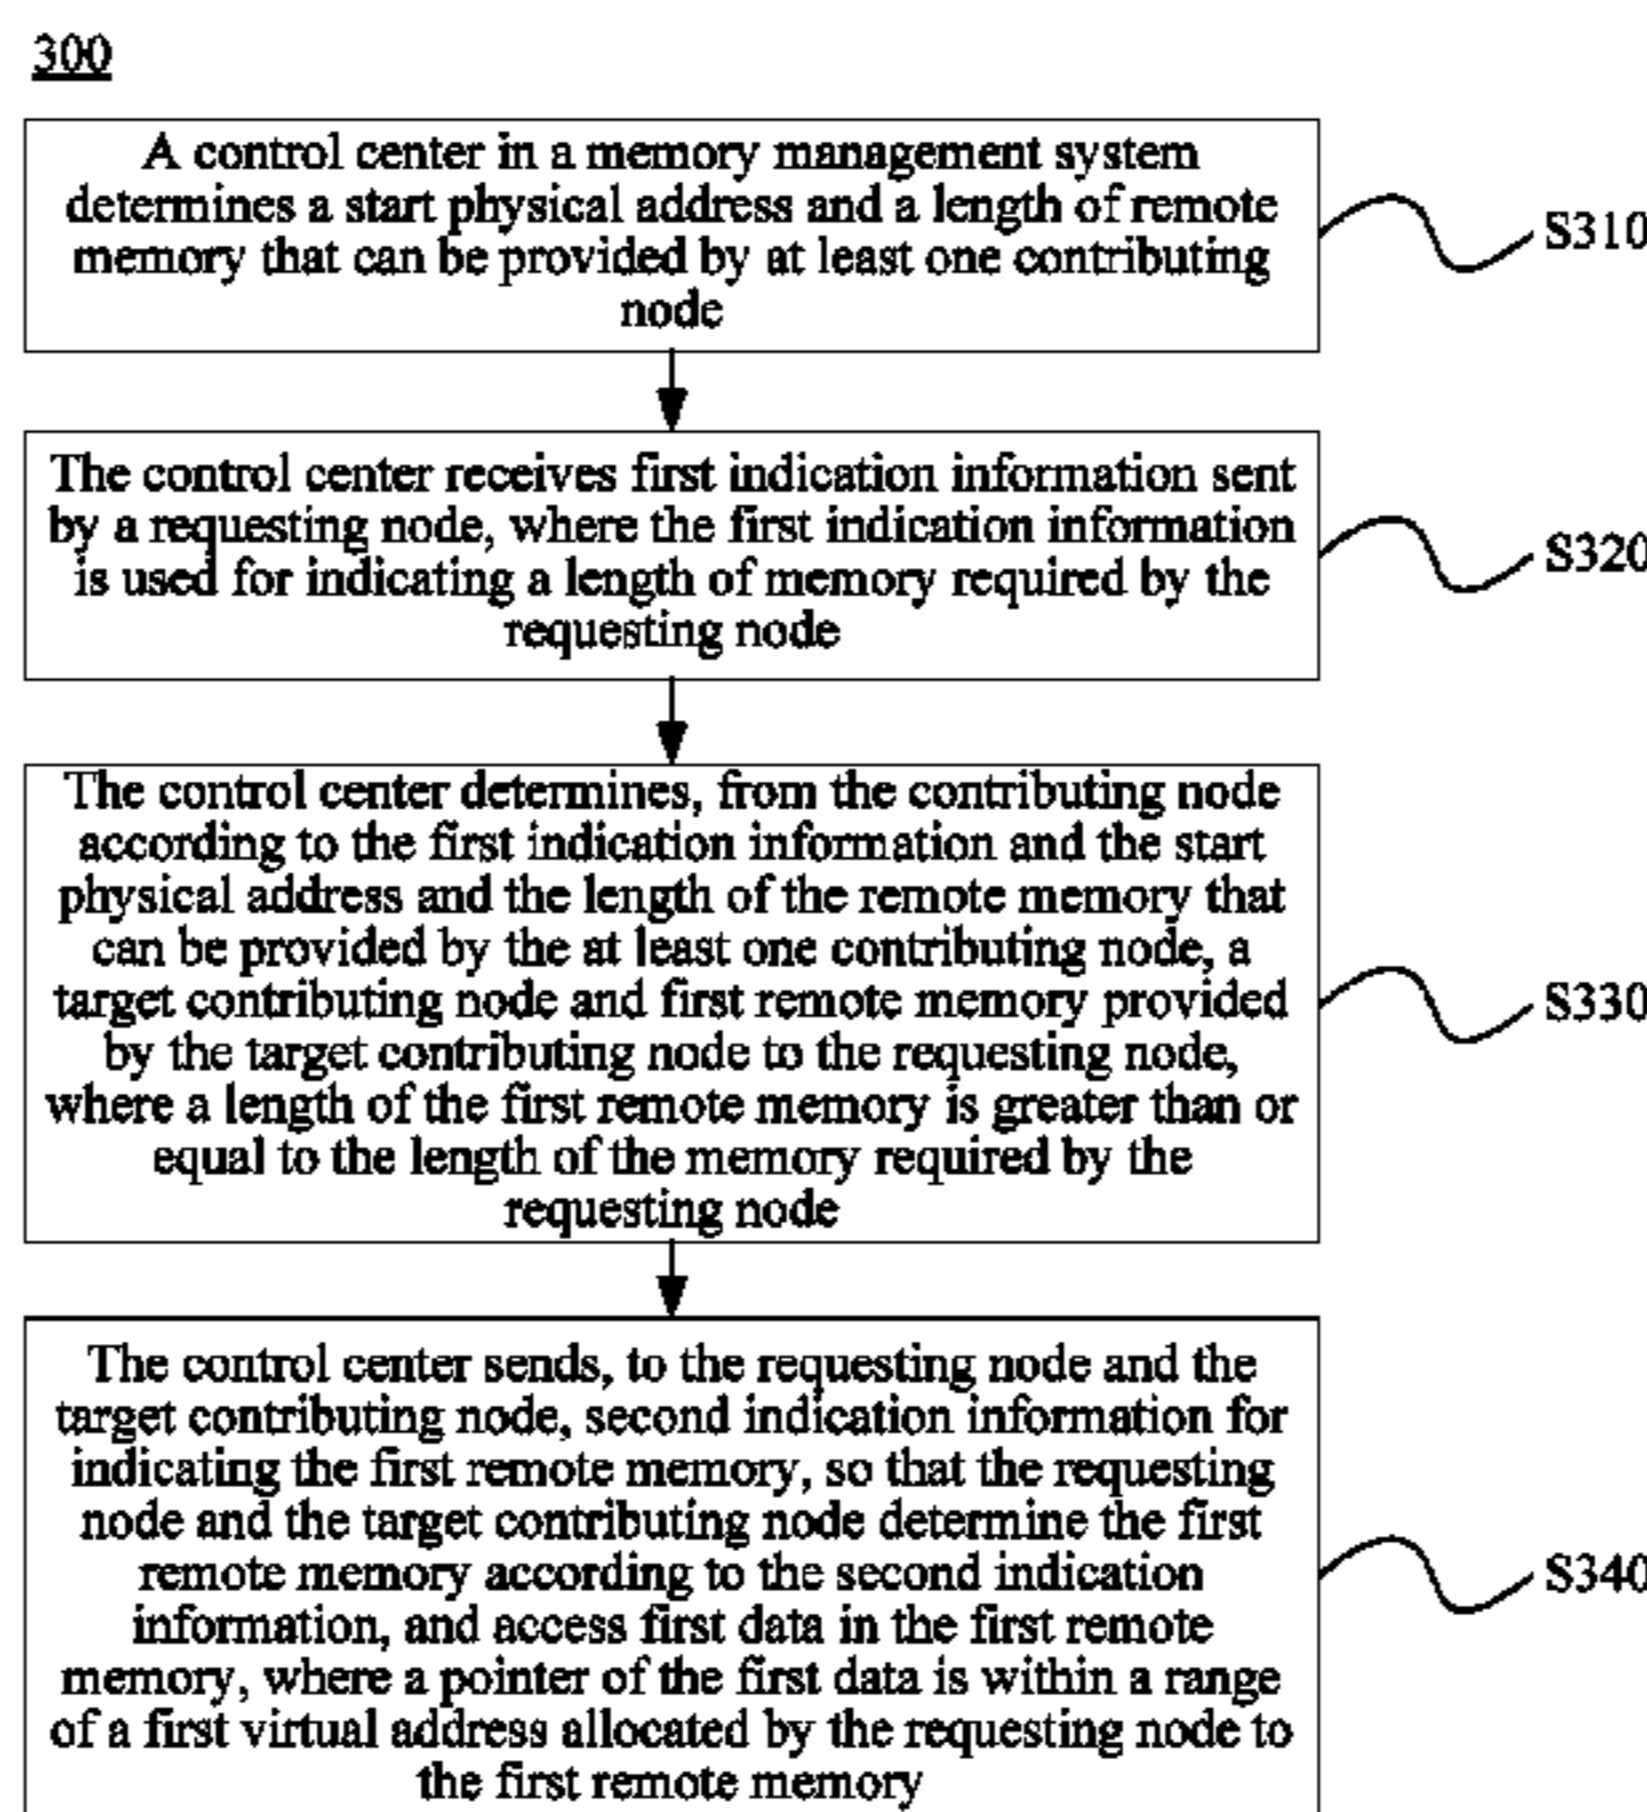 300
A control center in a memory management system
determines a start physical address and a length of remote
memory that can be provided by at least one contributing
node
S310
The control center receives first indication information sent
by a requesting node, where the first indication information
is used for indicating a length of memory required by the
requesting node
S320
The control center determines, from the contributing node
according to the first indication information and the start
physical address and the length of the remote memory that
can be provided by the at least one contributing node, a
target contributing node and first remote memory provided
by the target contributing node to the requesting node,
where a length of the first remote memory is greater than or
equal to the length of the memory required by the
requesting node
S330
The control center sends, to the requesting node and the
target contributing node, second indication information for
indicating the first remote memory, so that the requesting
node and the target contributing node determine the first
remote memory according to the second indication
information, and access first data in the first remote
memory, where a pointer of the first data is within a range
of a first virtual address allocated by the requesting node to
the first remote memory
S340